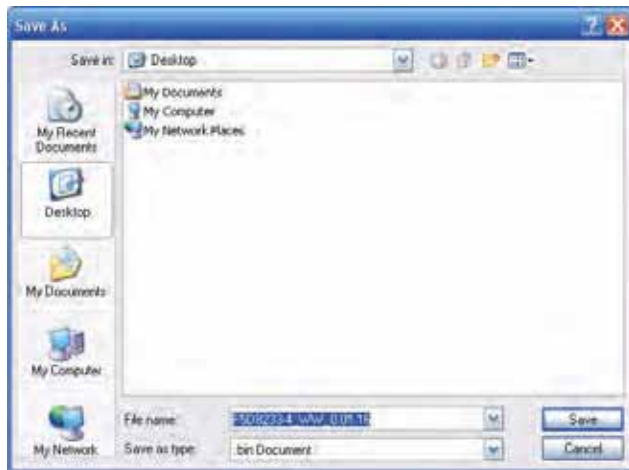 Save As
Save in: Desktop
My Documents
My Computer
My Network Places
My Recent
Documents
Desktop
My Documents
My Computer
My Network
File name:
Save
Save as type: .bin Document
Cancel